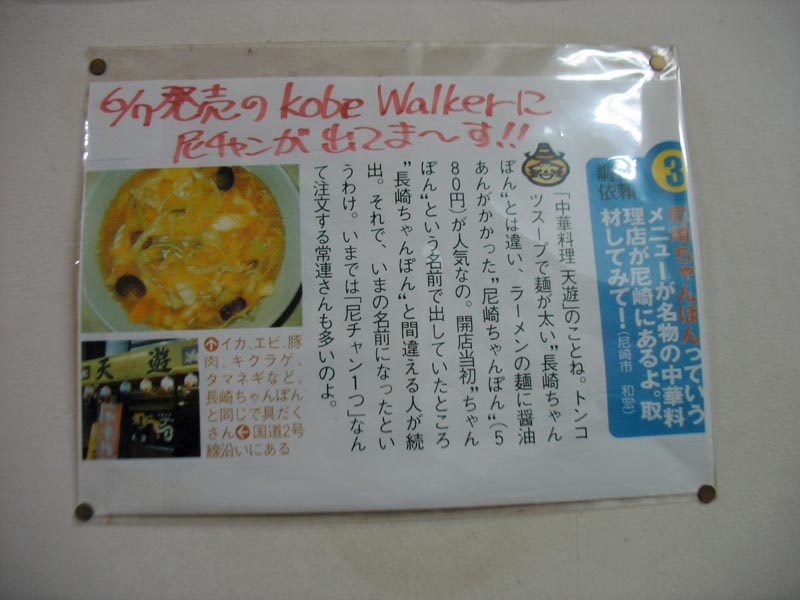 6/7発売の Kobe Walkerに
尼チャンが 出てま〜す!!
3
依頼
尼崎ちゃんぽんっていう
メニューが名物の中華料
理店が尼崎にあるよ。取
材してみて!(尼崎市 和宏)
「中華料理 天遊」のことね。トンコ
ツスープで麺が太い"長崎ちゃん
ぽん"とは違い、ラーメンの麺に醤油
あんがかかった"尼崎ちゃんぽん"(5
80円)が人気なの。開店当初"ちゃん
ぽん"という名前で出していたところ
"長崎ちゃんぽん"と間違える人が続
出。それで、いまの名前になったとい
うわけ。いまでは「尼チャン1つ」なん
て注文する常連さんも多いのよ。
イカ、エビ、豚
肉、キクラゲ、
タマネギなど、
長崎ちゃんぽん
と同じで具だく
さん 国道2号
線沿いにある
天遊